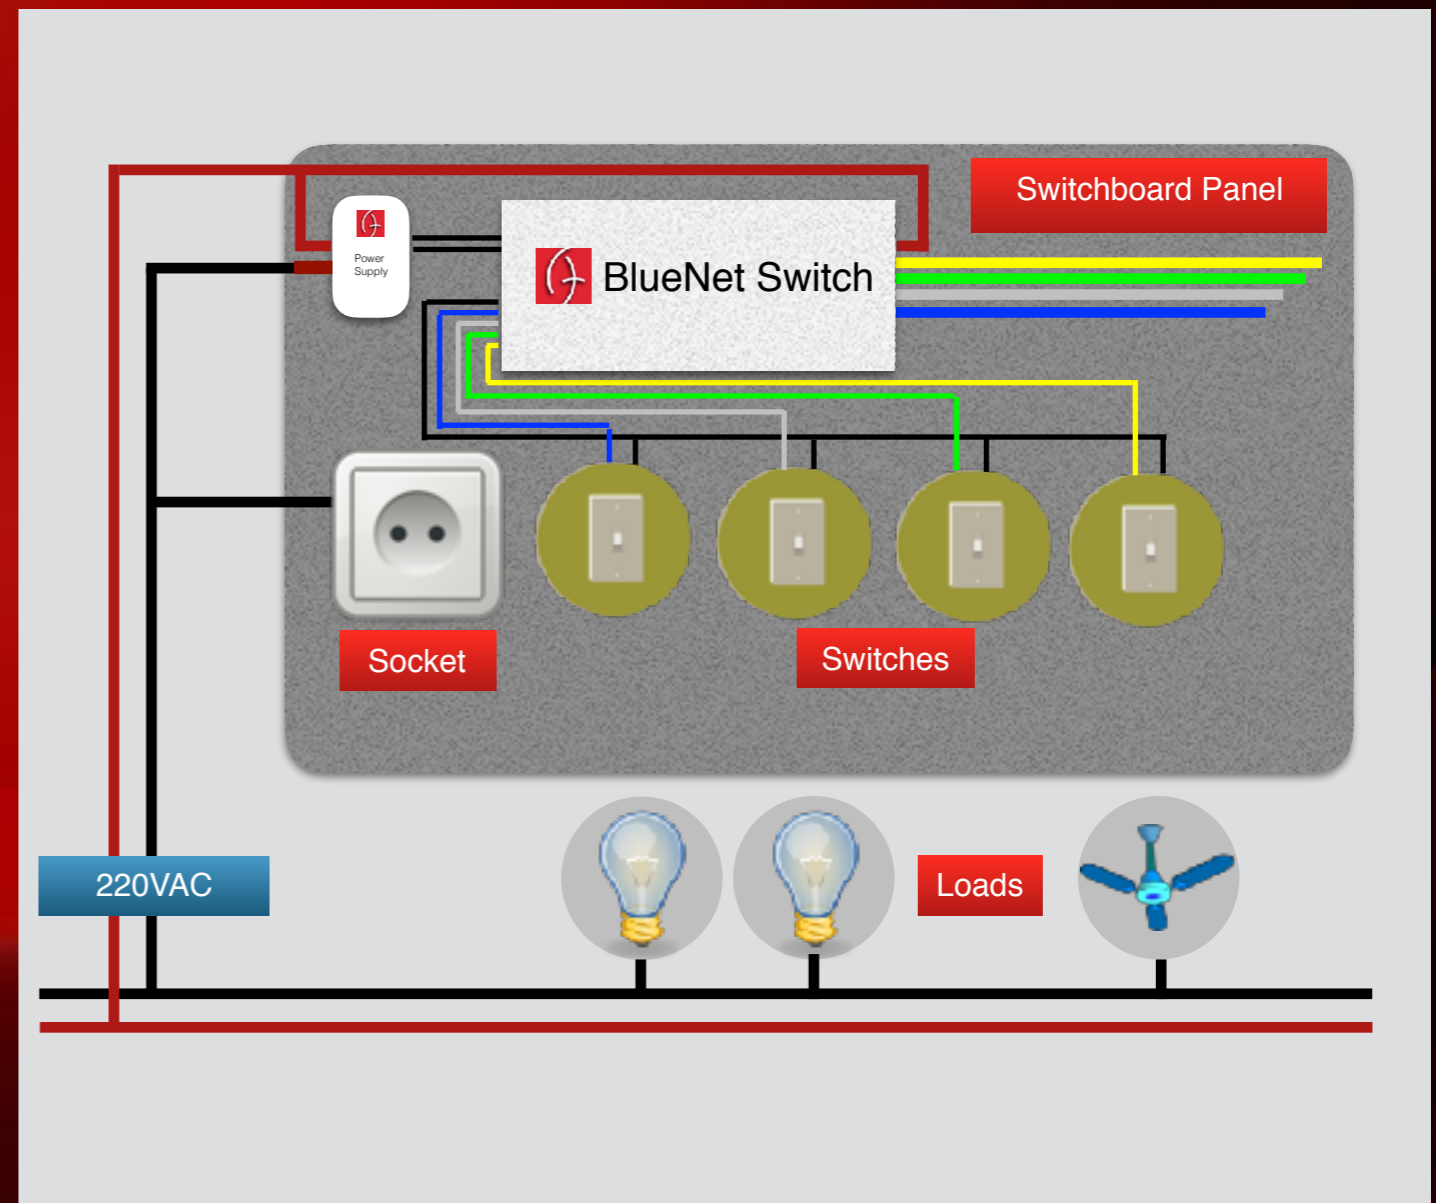 Switchboard Panel
Power
Supply
BlueNet Switch
Socket
Switches
220VAC
Loads